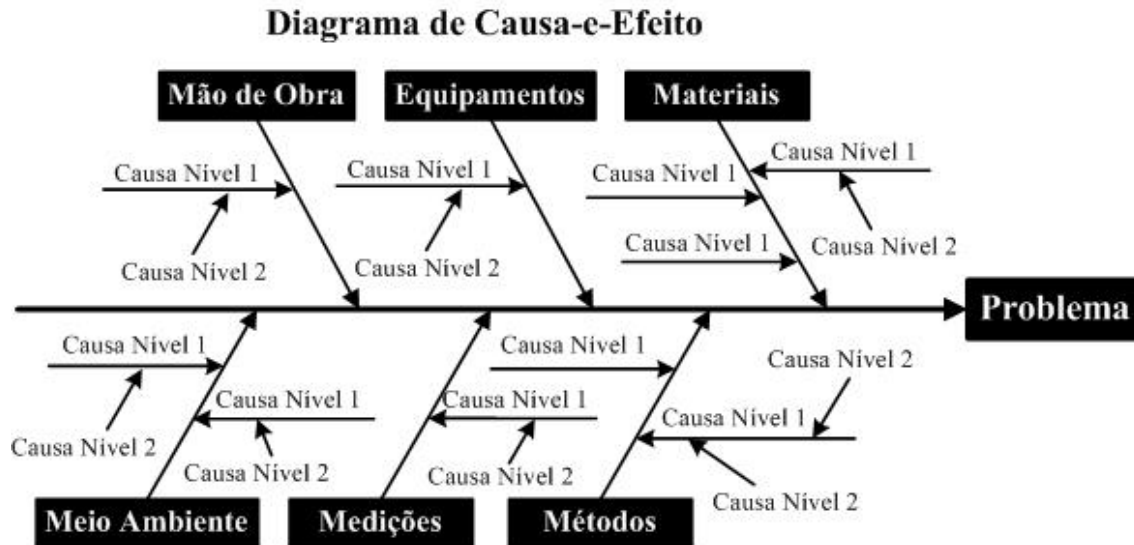 Diagrama de Causa-e-Efeito
Mão de Obra
Equipamentos
Materiais
Causa Nível 1
Causa Nível 2
Causa Nível 1
Causa Nível 2
Causa Nível 1
Causa Nível 1
Causa Nível 2
Causa Nível 1
Problema
Causa Nível 1
Causa Nível 2
Causa Nível 1
Causa Nível 2
Causa Nível 1
Causa Nível 2
Causa Nível 1
Causa Nível 2
Causa Nível 1
Causa Nível 2
Meio Ambiente
Medições
Métodos